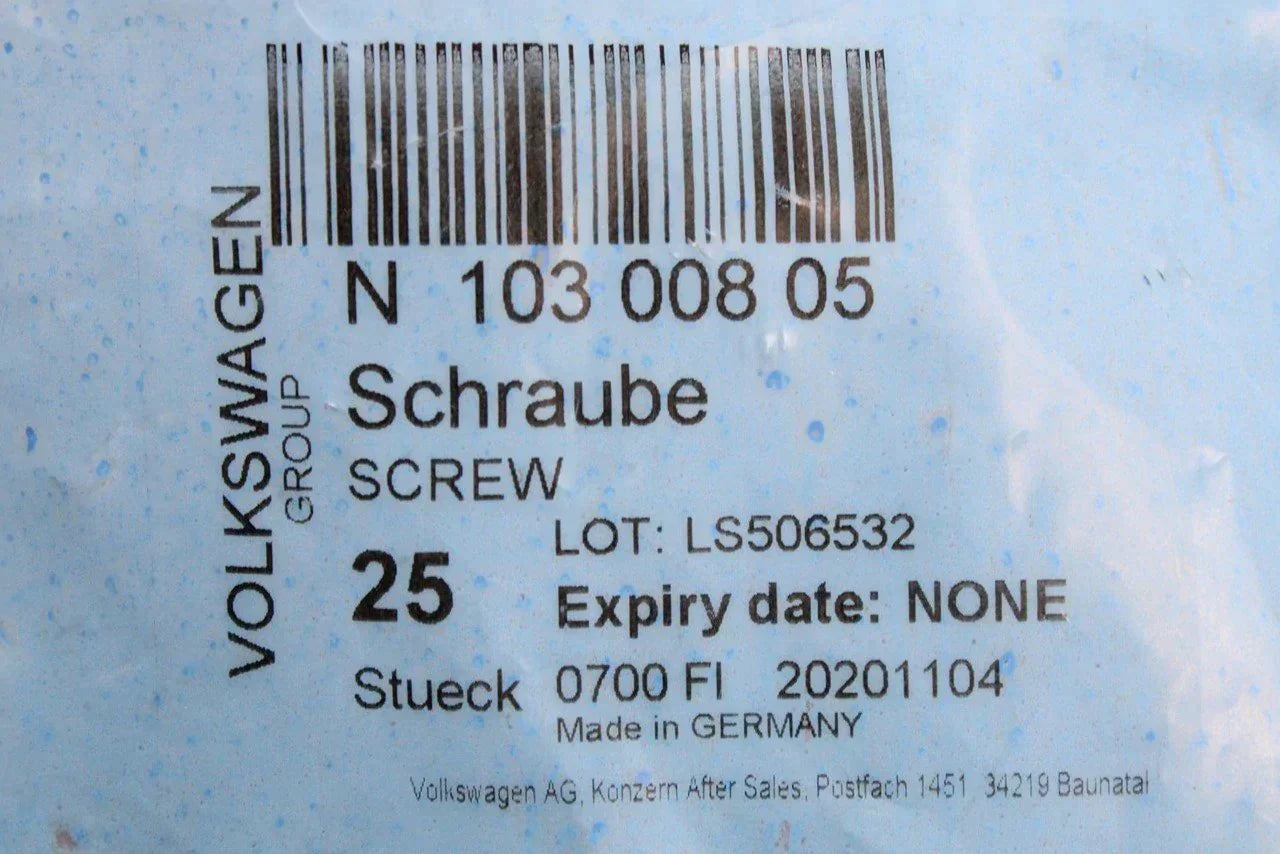 VOLKSWAGEN
GROUP
N 103 008 05
Schraube
SCREW
25
LOT: LS506532
Expiry date: NONE
Stueck
0700 FI 20201104
Made in GERMANY
Volkswagen AG, Konzern After Sales, Postfach 1451 34219 Baunatal